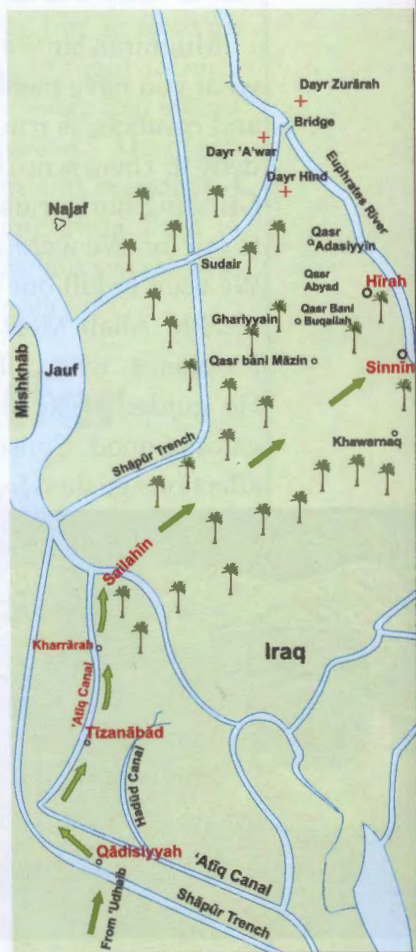 Dayr Zurārah
Bridge
Dayr 'A'war
Dayr Hind
Euphrates River
Najaf
Qasr
Adasiyyin
Sudair
Qasr
Abyad
Hīrah
Ghariyyain
Qasr Bani
Buqailah
Mishkhāb
Jauf
Qasr bani Māzin
Sinnīn
Shāpūr Trench
Khawarnaq
Sailahīn
Iraq
Kharrārah
'Atīq Canal
Tīzanābād
Hadūd Canal
Qādisiyyah
'Atīq Canal
Shāpūr Trench
From 'Udhaib